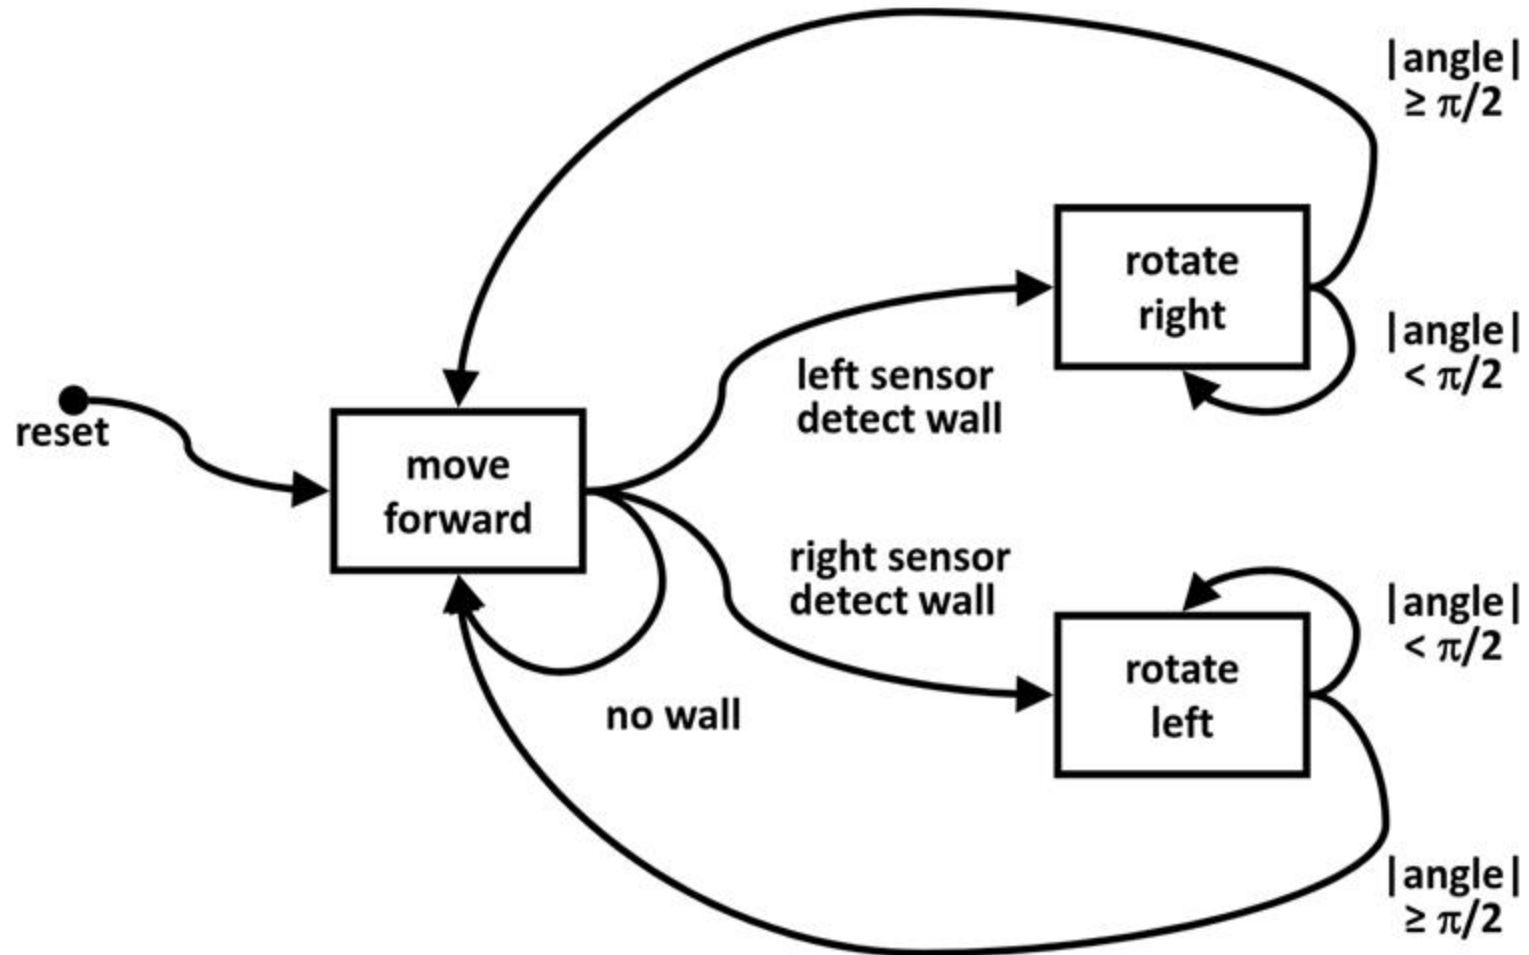 |angle|
≥ π/2
rotate
right
|angle|
< π/2
left sensor
detect wall
reset
move
forward
right sensor
detect wall
|angle|
< π/2
rotate
left
no wall
|angle|
≥ π/2